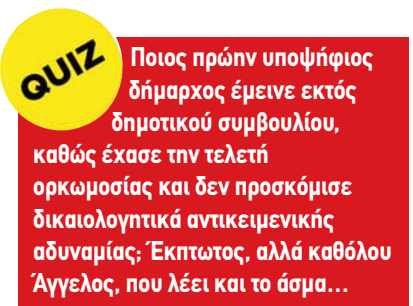 QUIZ
Ποιος πρώην υποψήφιος
δήμαρχος έμεινε εκτός
δημοτικού συμβουλίου,
καθώς έχασε την τελετή
ορκωμοσίας και δεν προσκόμισε
δικαιολογητικά αντικειμενικής
αδυναμίας; Έκπτωτος, αλλά καθόλου
Άγγελος, που λέει και το άσμα...